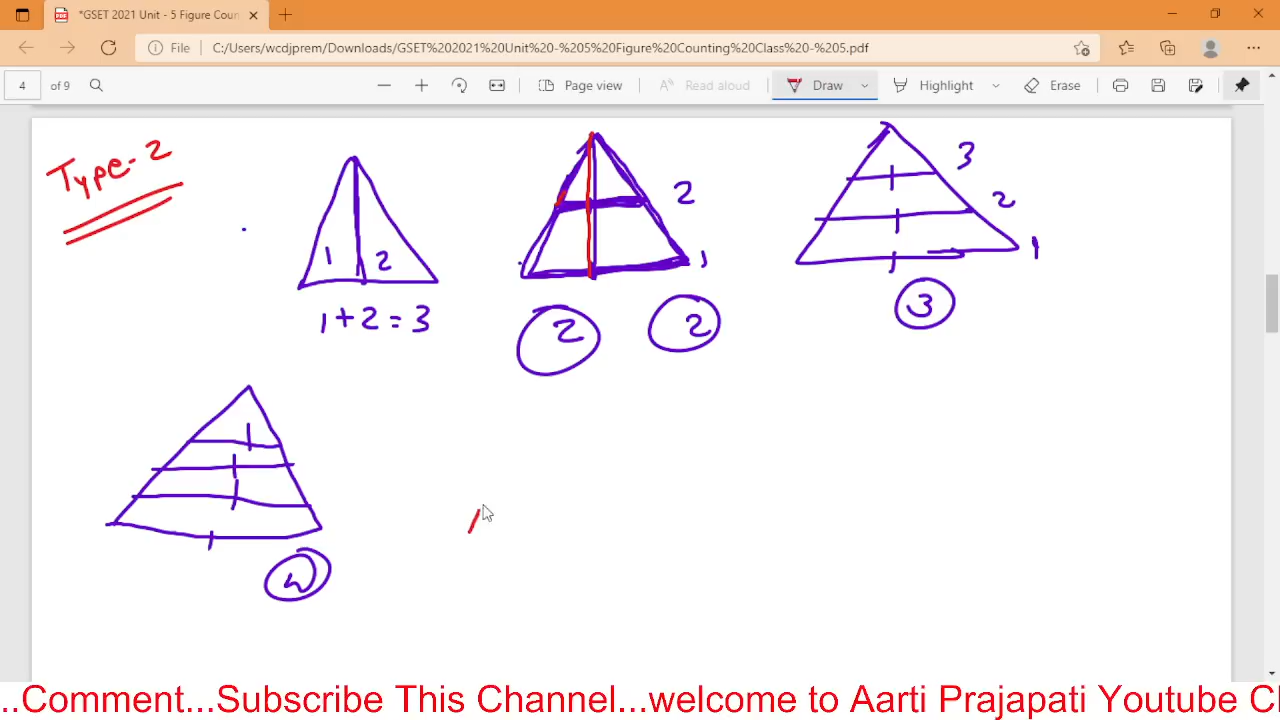 *GSET 2021 Unit - 5 Figure Coun
File
C:/Users/wcdjprem/Downloads/GSET%202021%20Unit%20-%205%20Figure%20Counting%20Class%20-%205.pdf
4 of 9
Page view
Read aloud
Draw
Highlight
Erase
Type-2
1 2
1+2=3
2
1
2 2
3
2
1
3
4
..Comment...Subscribe This Channel...welcome to Aarti Prajapati Youtube C